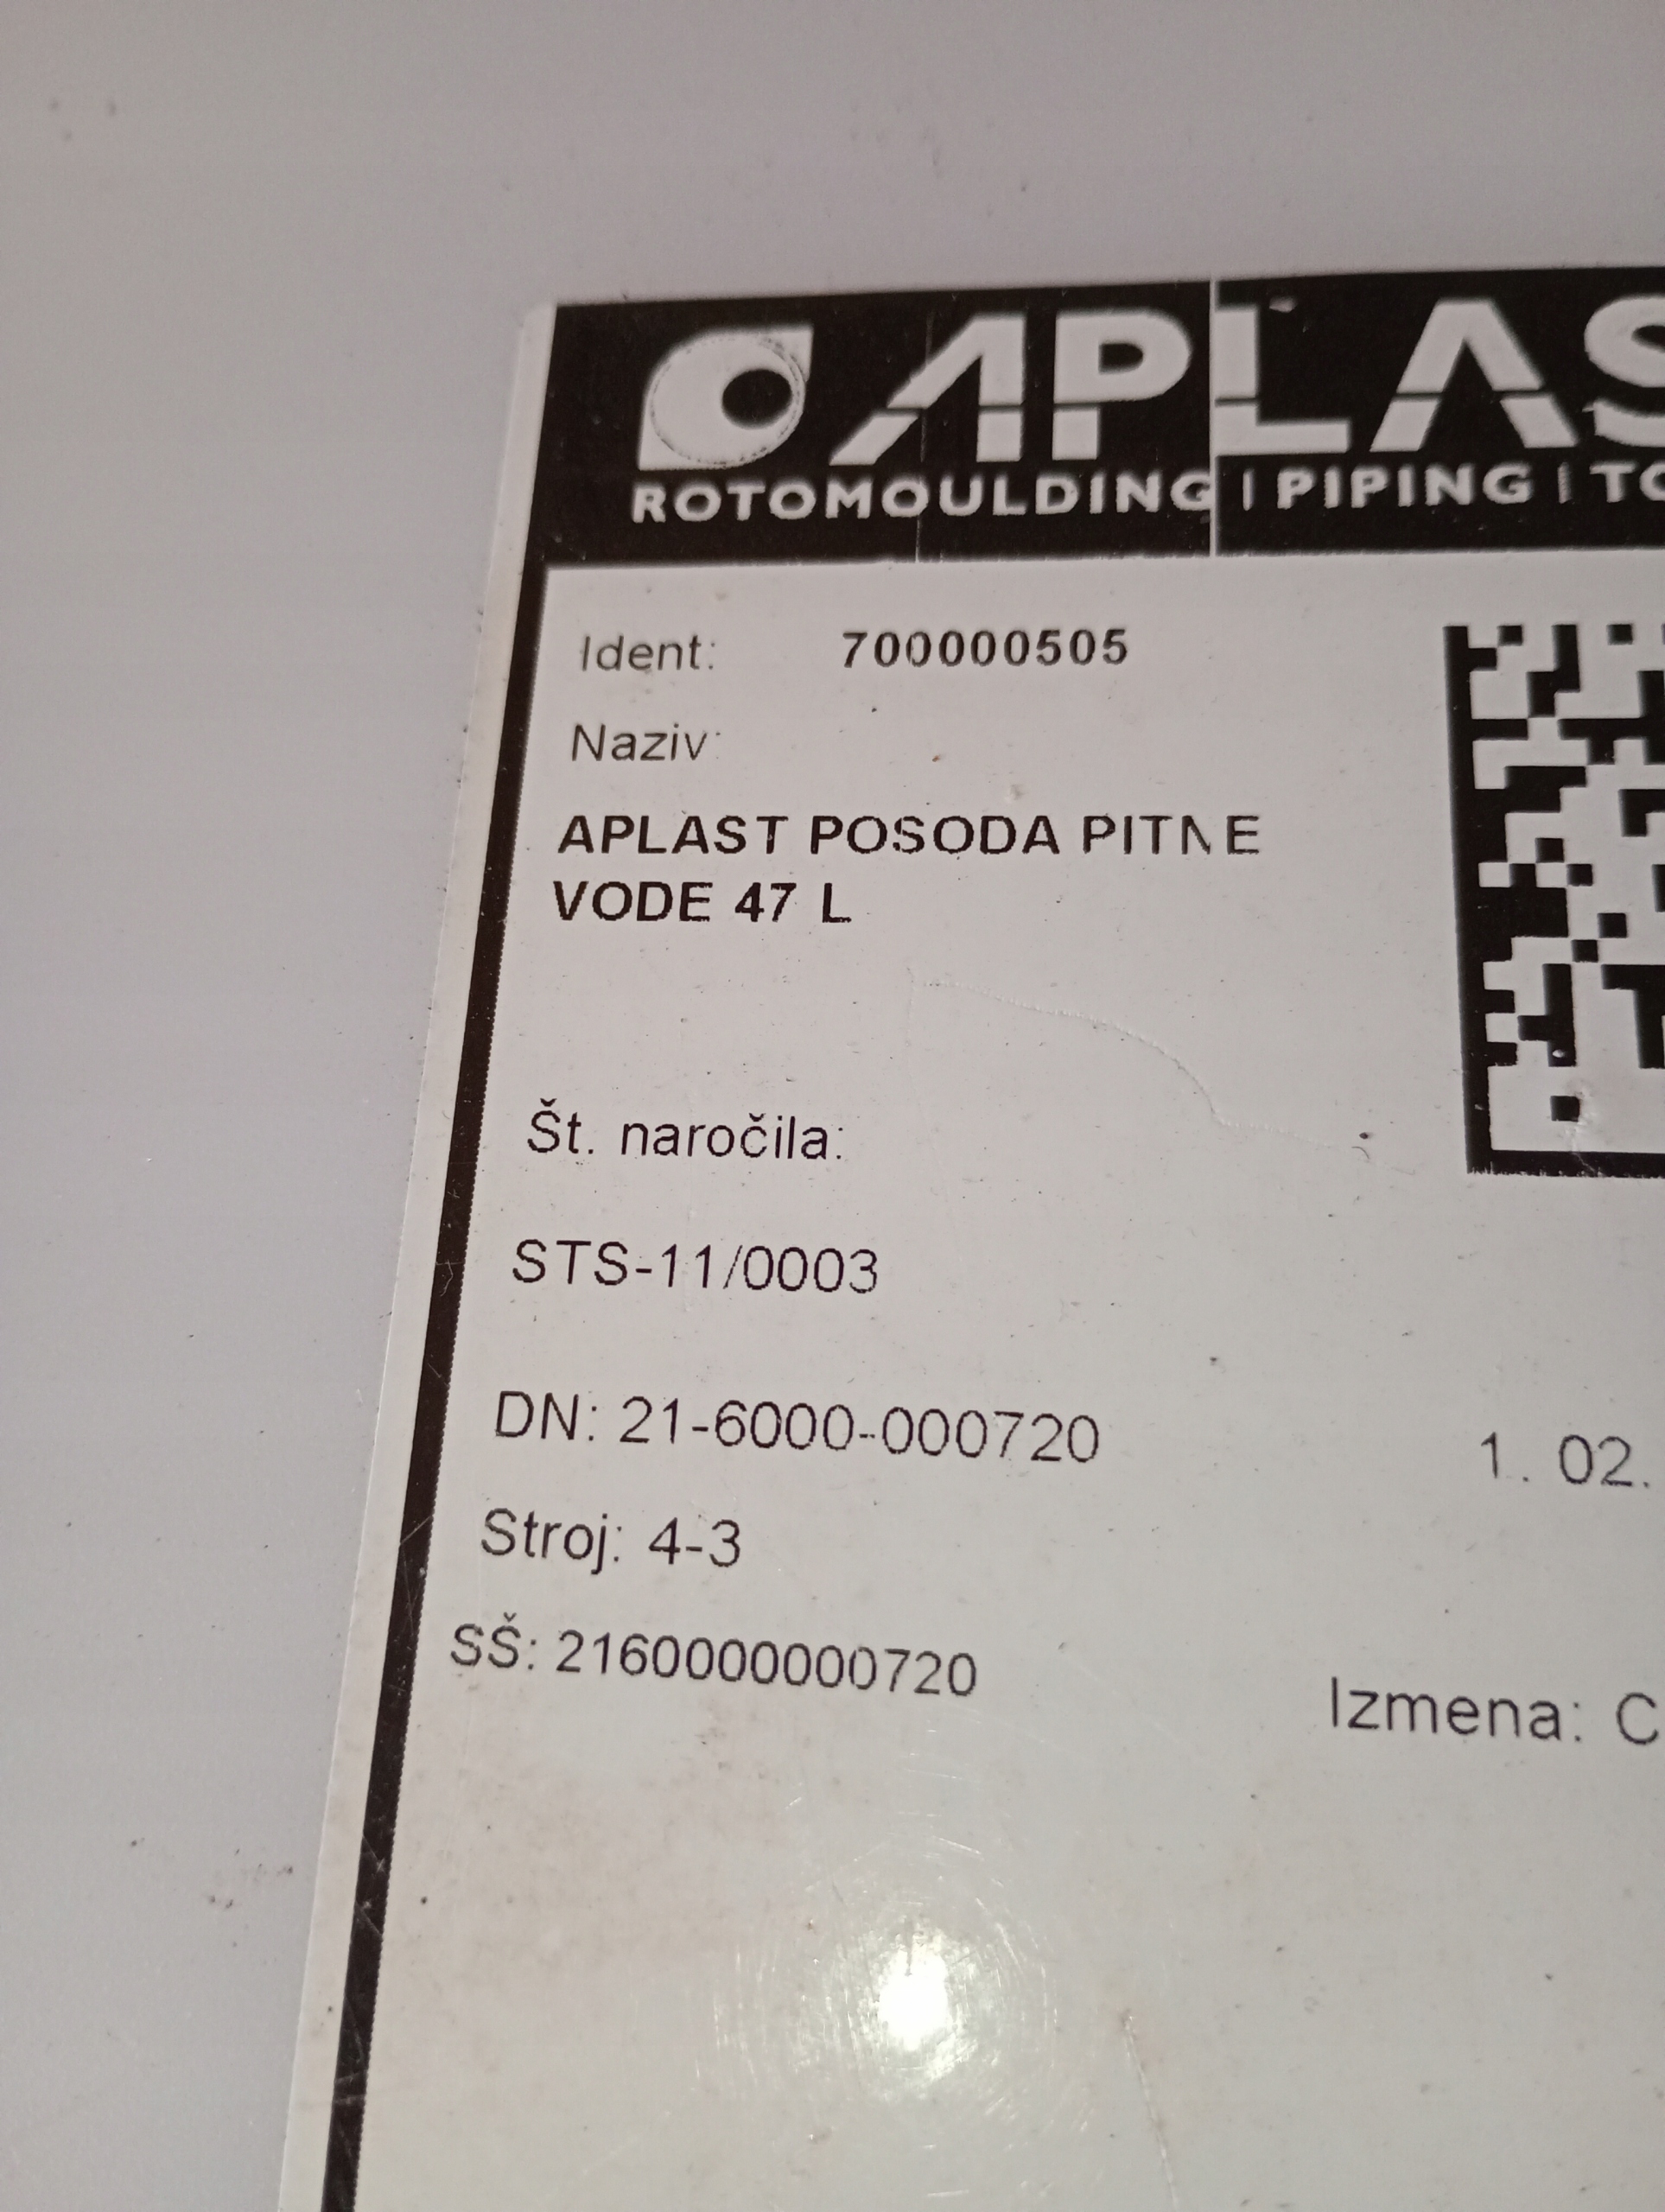 APLAS
ROTOMOULDING | PIPING | TO
Ident: 700000505
Naziv:
APLAST POSODA PITNE
VODE 47 L
Št. naročila:
STS-11/0003
DN: 21-6000-000720
1. 02.
Stroj: 4-3
SŠ: 2160000000720
Izmena: C